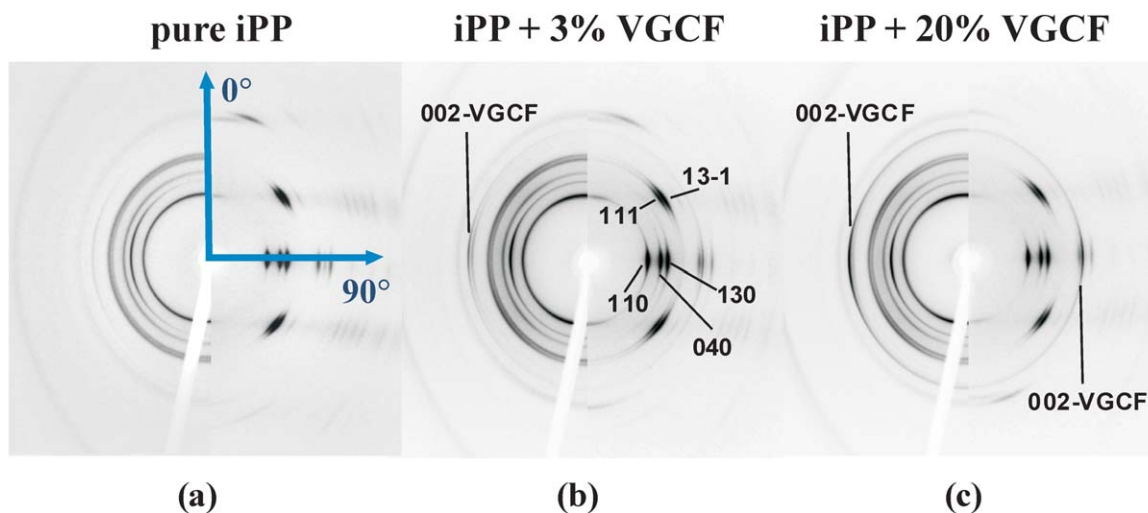 pure iPP
iPP + 3% VGCF
iPP + 20% VGCF
0°
90°
002-VGCF
13-1
111
110
130
040
002-VGCF
002-VGCF
(a)
(b)
(c)